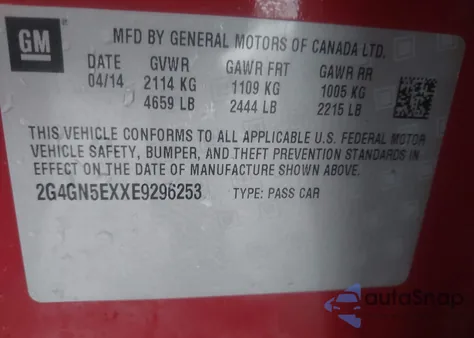 GM
MFD BY GENERAL MOTORS OF CANADA LTD.
DATE GVWR GAWR FRT GAWR RR
04/14 2114 KG 1109 KG 1005 KG
4659 LB 2444 LB 2215 LB
THIS VEHICLE CONFORMS TO ALL APPLICABLE U.S. FEDERAL MOTOR
VEHICLE SAFETY, BUMPER, AND THEFT PREVENTION STANDARDS IN
EFFECT ON THE DATE OF MANUFACTURE SHOWN ABOVE.
2G4GN5EXXE9296253 TYPE: PASS CAR
autoSnap